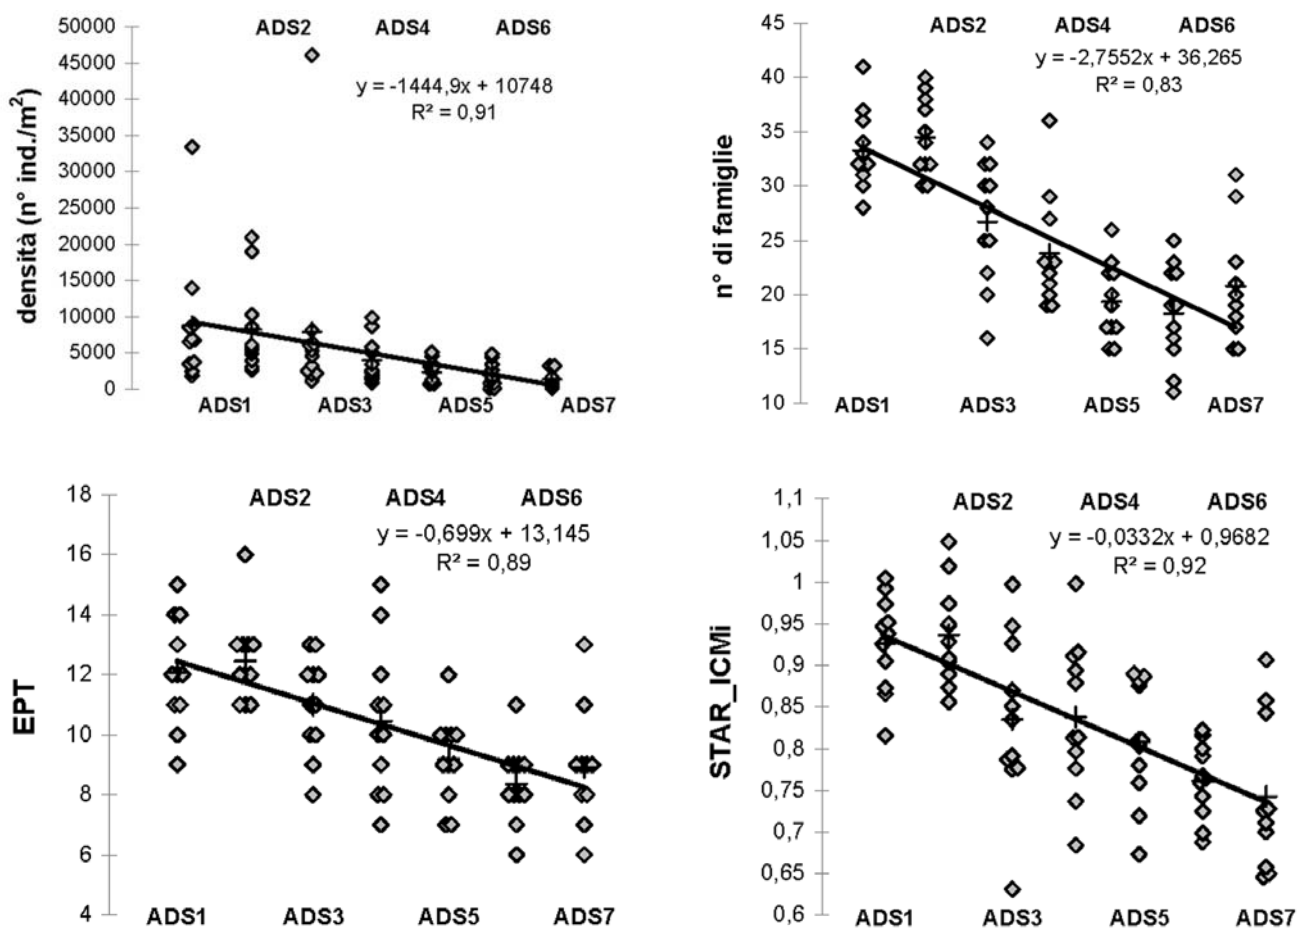 50000
45000
40000
35000
30000
25000
20000
15000
10000
5000
0
densità (n° ind./m²)
ADS2 ADS4 ADS6
y = -1444,9x + 10748
R² = 0,91
ADS1 ADS3 ADS5 ADS7
45
40
35
30
25
20
15
10
n° di famiglie
ADS2 ADS4 ADS6
y = -2,7552x + 36,265
R² = 0,83
ADS1 ADS3 ADS5 ADS7
18
16
14
12
10
8
6
4
EPT
ADS2 ADS4 ADS6
y = -0,699x + 13,145
R² = 0,89
ADS1 ADS3 ADS5 ADS7
1,1
1,05
1
0,95
0,9
0,85
0,8
0,75
0,7
0,65
0,6
STAR_ICMi
ADS2 ADS4 ADS6
y = -0,0332x + 0,9682
R² = 0,92
ADS1 ADS3 ADS5 ADS7